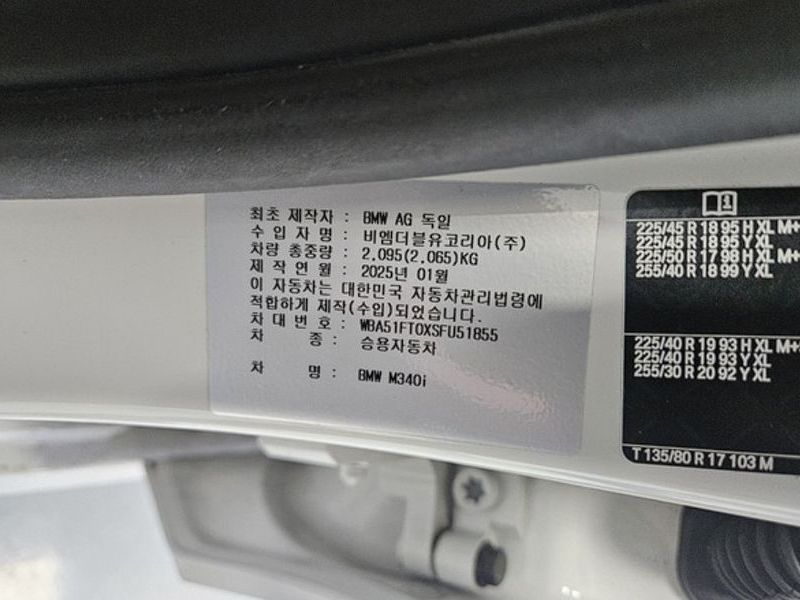 최초 제작자 : BMW AG 독일
수 입 자 명 : 비엠더블유코리아(주)
차량 총중량 : 2,095(2,065)KG
제 작 연 월 : 2025년 01월
이 자동차는 대한민국 자동차관리법령에
적합하게 제작(수입)되었습니다.
차 대 번 호 : WBA51FT0XSFU51855
차 종 : 승용자동차
차 명 : BMW M340i
225/45 R 18 95 H XL M+
225/45 R 18 95 Y XL
225/50 R 17 98 H XL M+
255/40 R 18 99 Y XL
225/40 R 19 93 H XL M+
225/40 R 19 93 Y XL
255/30 R 20 92 Y XL
T 135/80 R 17 103 M